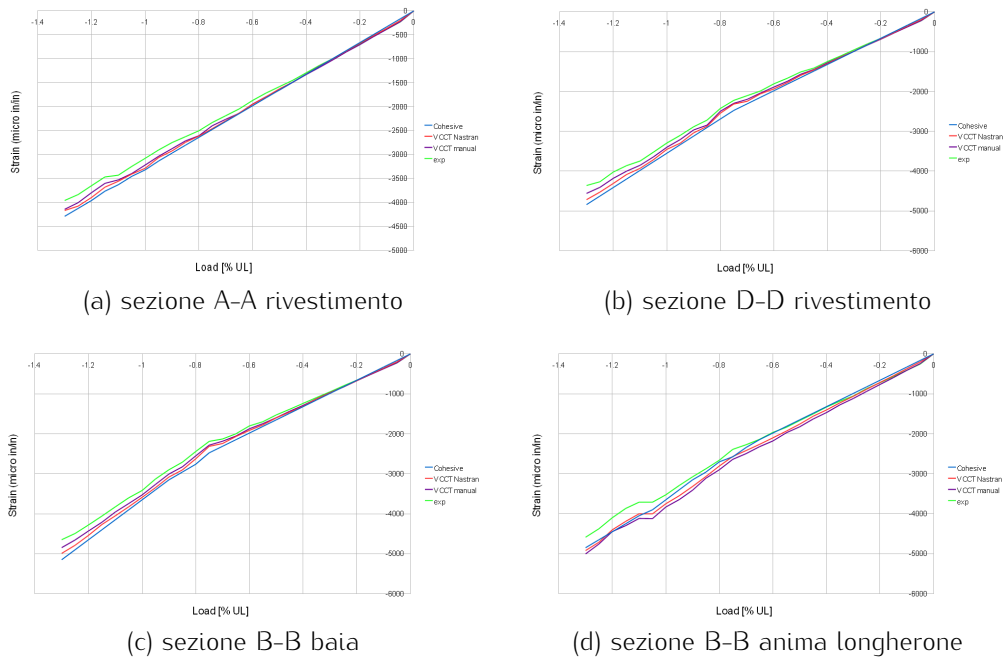 -1.4 -1.2 -1 -0.8 -0.6 -0.4 -0.2 0
0
-500
-1000
-1500
-2000
-2500
-3000
-3500
-4000
-4500
-5000
Strain (micro in/in)
Load [% UL]
Cohesive
VCCT Nastran
VCCT manual
exp
(a) sezione A-A rivestimento
-1.4 -1.2 -1 -0.8 -0.6 -0.4 -0.2 0
0
-1000
-2000
-3000
-4000
-5000
-6000
Strain (micro in/in)
Load [% UL]
Cohesive
VCCT Nastran
VCCT manual
exp
(b) sezione D-D rivestimento
-1.4 -1.2 -1 -0.8 -0.6 -0.4 -0.2 0
0
-1000
-2000
-3000
-4000
-5000
-6000
Strain (micro in/in)
Load [% UL]
Cohesive
VCCT Nastran
VCCT manual
exp
(c) sezione B-B baia
-1.4 -1.2 -1 -0.8 -0.6 -0.4 -0.2 0
0
-1000
-2000
-3000
-4000
-5000
-6000
Strain (micro in/in)
Load [% UL]
Cohesive
VCCT Nastran
VCCT manual
exp
(d) sezione B-B anima longherone